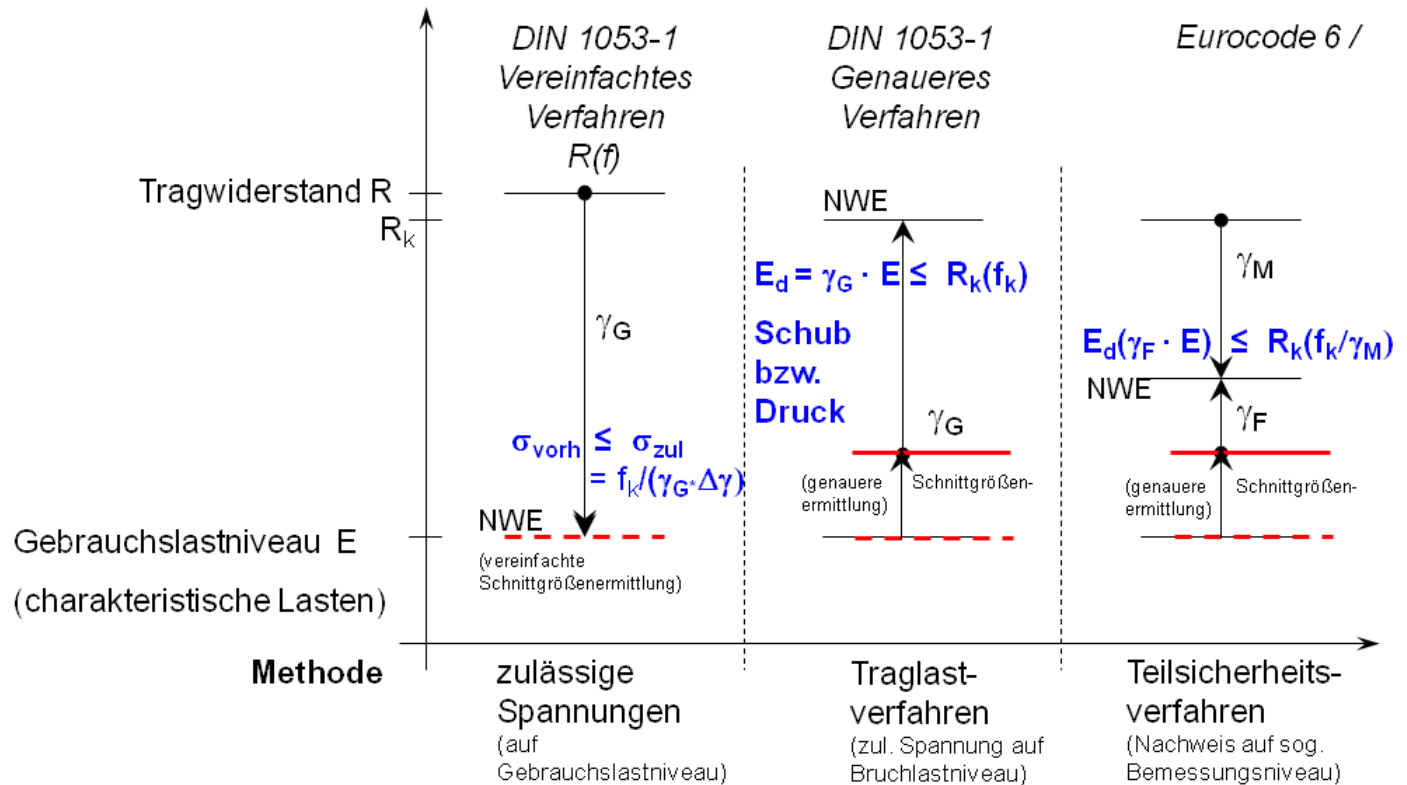 DIN 1053-1
Vereinfachtes
Verfahren
R(f)
DIN 1053-1
Genaueres
Verfahren
Eurocode 6 /
Tragwiderstand R
R_k
γ_G
σ_vorh ≤ σ_zul
= f_k/(γ_G*Δγ)
NWE
(vereinfachte
Schnittgrößenermittlung)
NWE
E_d = γ_G · E ≤ R_k(f_k)
Schub
bzw.
Druck
γ_G
(genauere Schnittgrößen-
ermittlung)
γ_M
E_d(γ_F · E) ≤ R_k(f_k/γ_M)
NWE
γ_F
(genauere Schnittgrößen-
ermittlung)
Gebrauchslastniveau E
(charakteristische Lasten)
Methode
zulässige
Spannungen
(auf
Gebrauchslastniveau)
Traglast-
verfahren
(zul. Spannung auf
Bruchlastniveau)
Teilsicherheits-
verfahren
(Nachweis auf sog.
Bemessungsniveau)